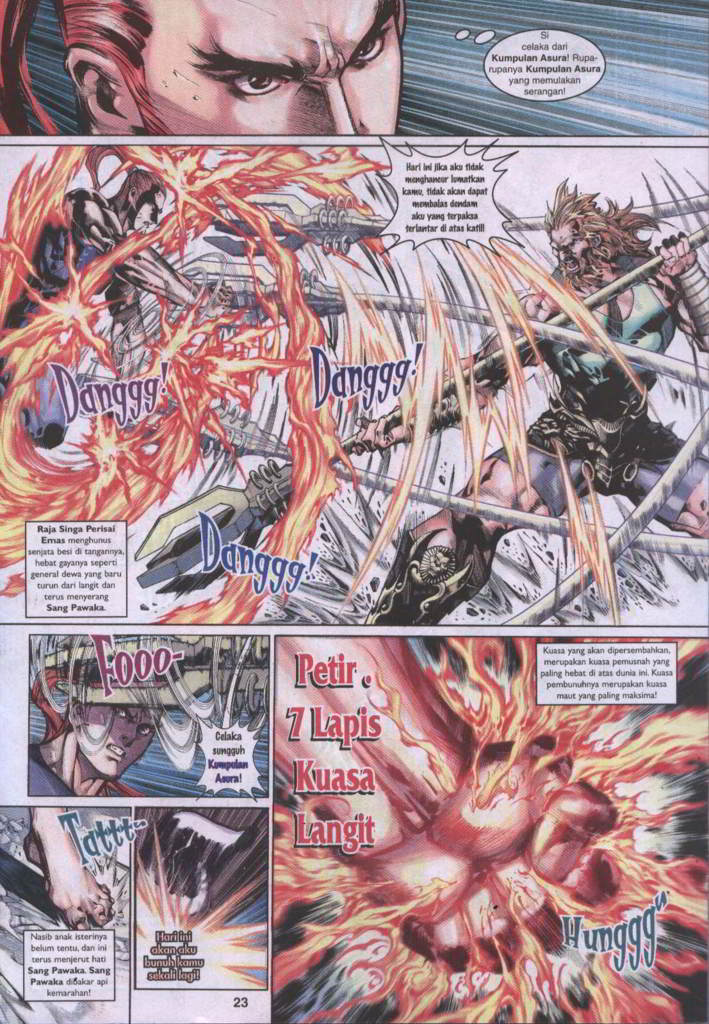 Si
celaka dari
Kumpulan Asura! Rupa-
rupanya Kumpulan Asura
yang memulakan
serangan!
Hari ini jika aku tidak
menghancur lumatkan
kamu, tidak akan dapat
membalas dendam
aku yang terpaksa
terlantar di atas katil!
Danggg!
Danggg!
Danggg!
Raja Singa Perisai
Emas menghunus
senjata besi di tangannya,
hebat gayanya seperti
general dewa yang baru
turun dari langit dan
terus menyerang
Sang Pawaka.
Fooo-
Celaka
sungguh
Kumpulan
Asura!
Petir .
7 Lapis
Kuasa
Langit
Kuasa yang akan dipersembahkan,
merupakan kuasa pemusnah yang
paling hebat di atas dunia ini. Kuasa
pembunuhnya merupakan kuasa
maut yang paling maksima!
Tattt-
Nasib anak isterinya
belum tentu, dan ini
terus menjerut hati
Sang Pawaka. Sang
Pawaka dibakar api
kemarahan!
Hari ini
akan aku
bunuh kamu
sekali lagi!
Hunggg"
23